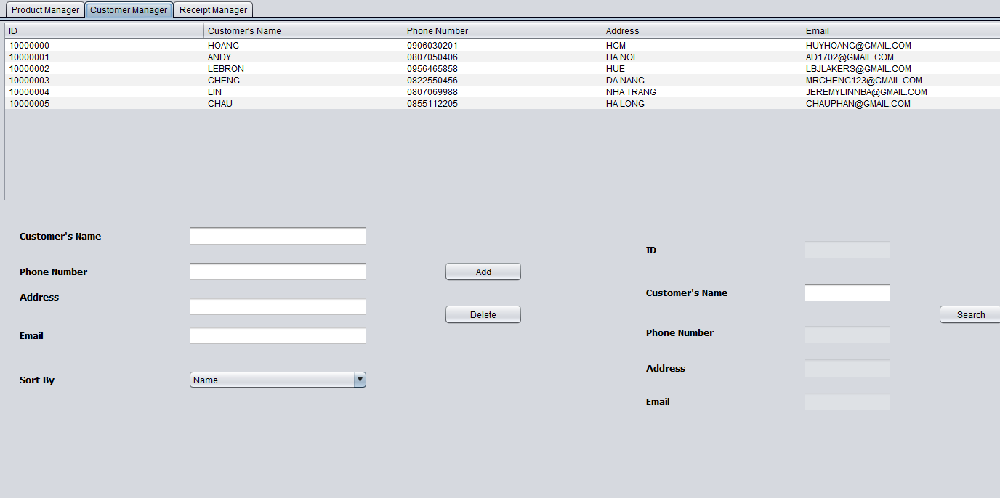 Product Manager Customer Manager Receipt Manager
ID Customer's Name Phone Number Address Email
10000000 HOANG 0906030201 HCM HUYHOANG@GMAIL.COM
10000001 ANDY 0807050406 HA NOI AD1702@GMAIL.COM
10000002 LEBRON 0956465858 HUE LBJLAKERS@GMAIL.COM
10000003 CHENG 0822550456 DA NANG MRCHENG123@GMAIL.COM
10000004 LIN 0807069988 NHA TRANG JEREMYLINNBA@GMAIL.COM
10000005 CHAU 0855112205 HA LONG CHAUPHAN@GMAIL.COM
Customer's Name
Phone Number
Address
Email
Sort By Name
Add
Delete
ID
Customer's Name
Phone Number
Address
Email
Search